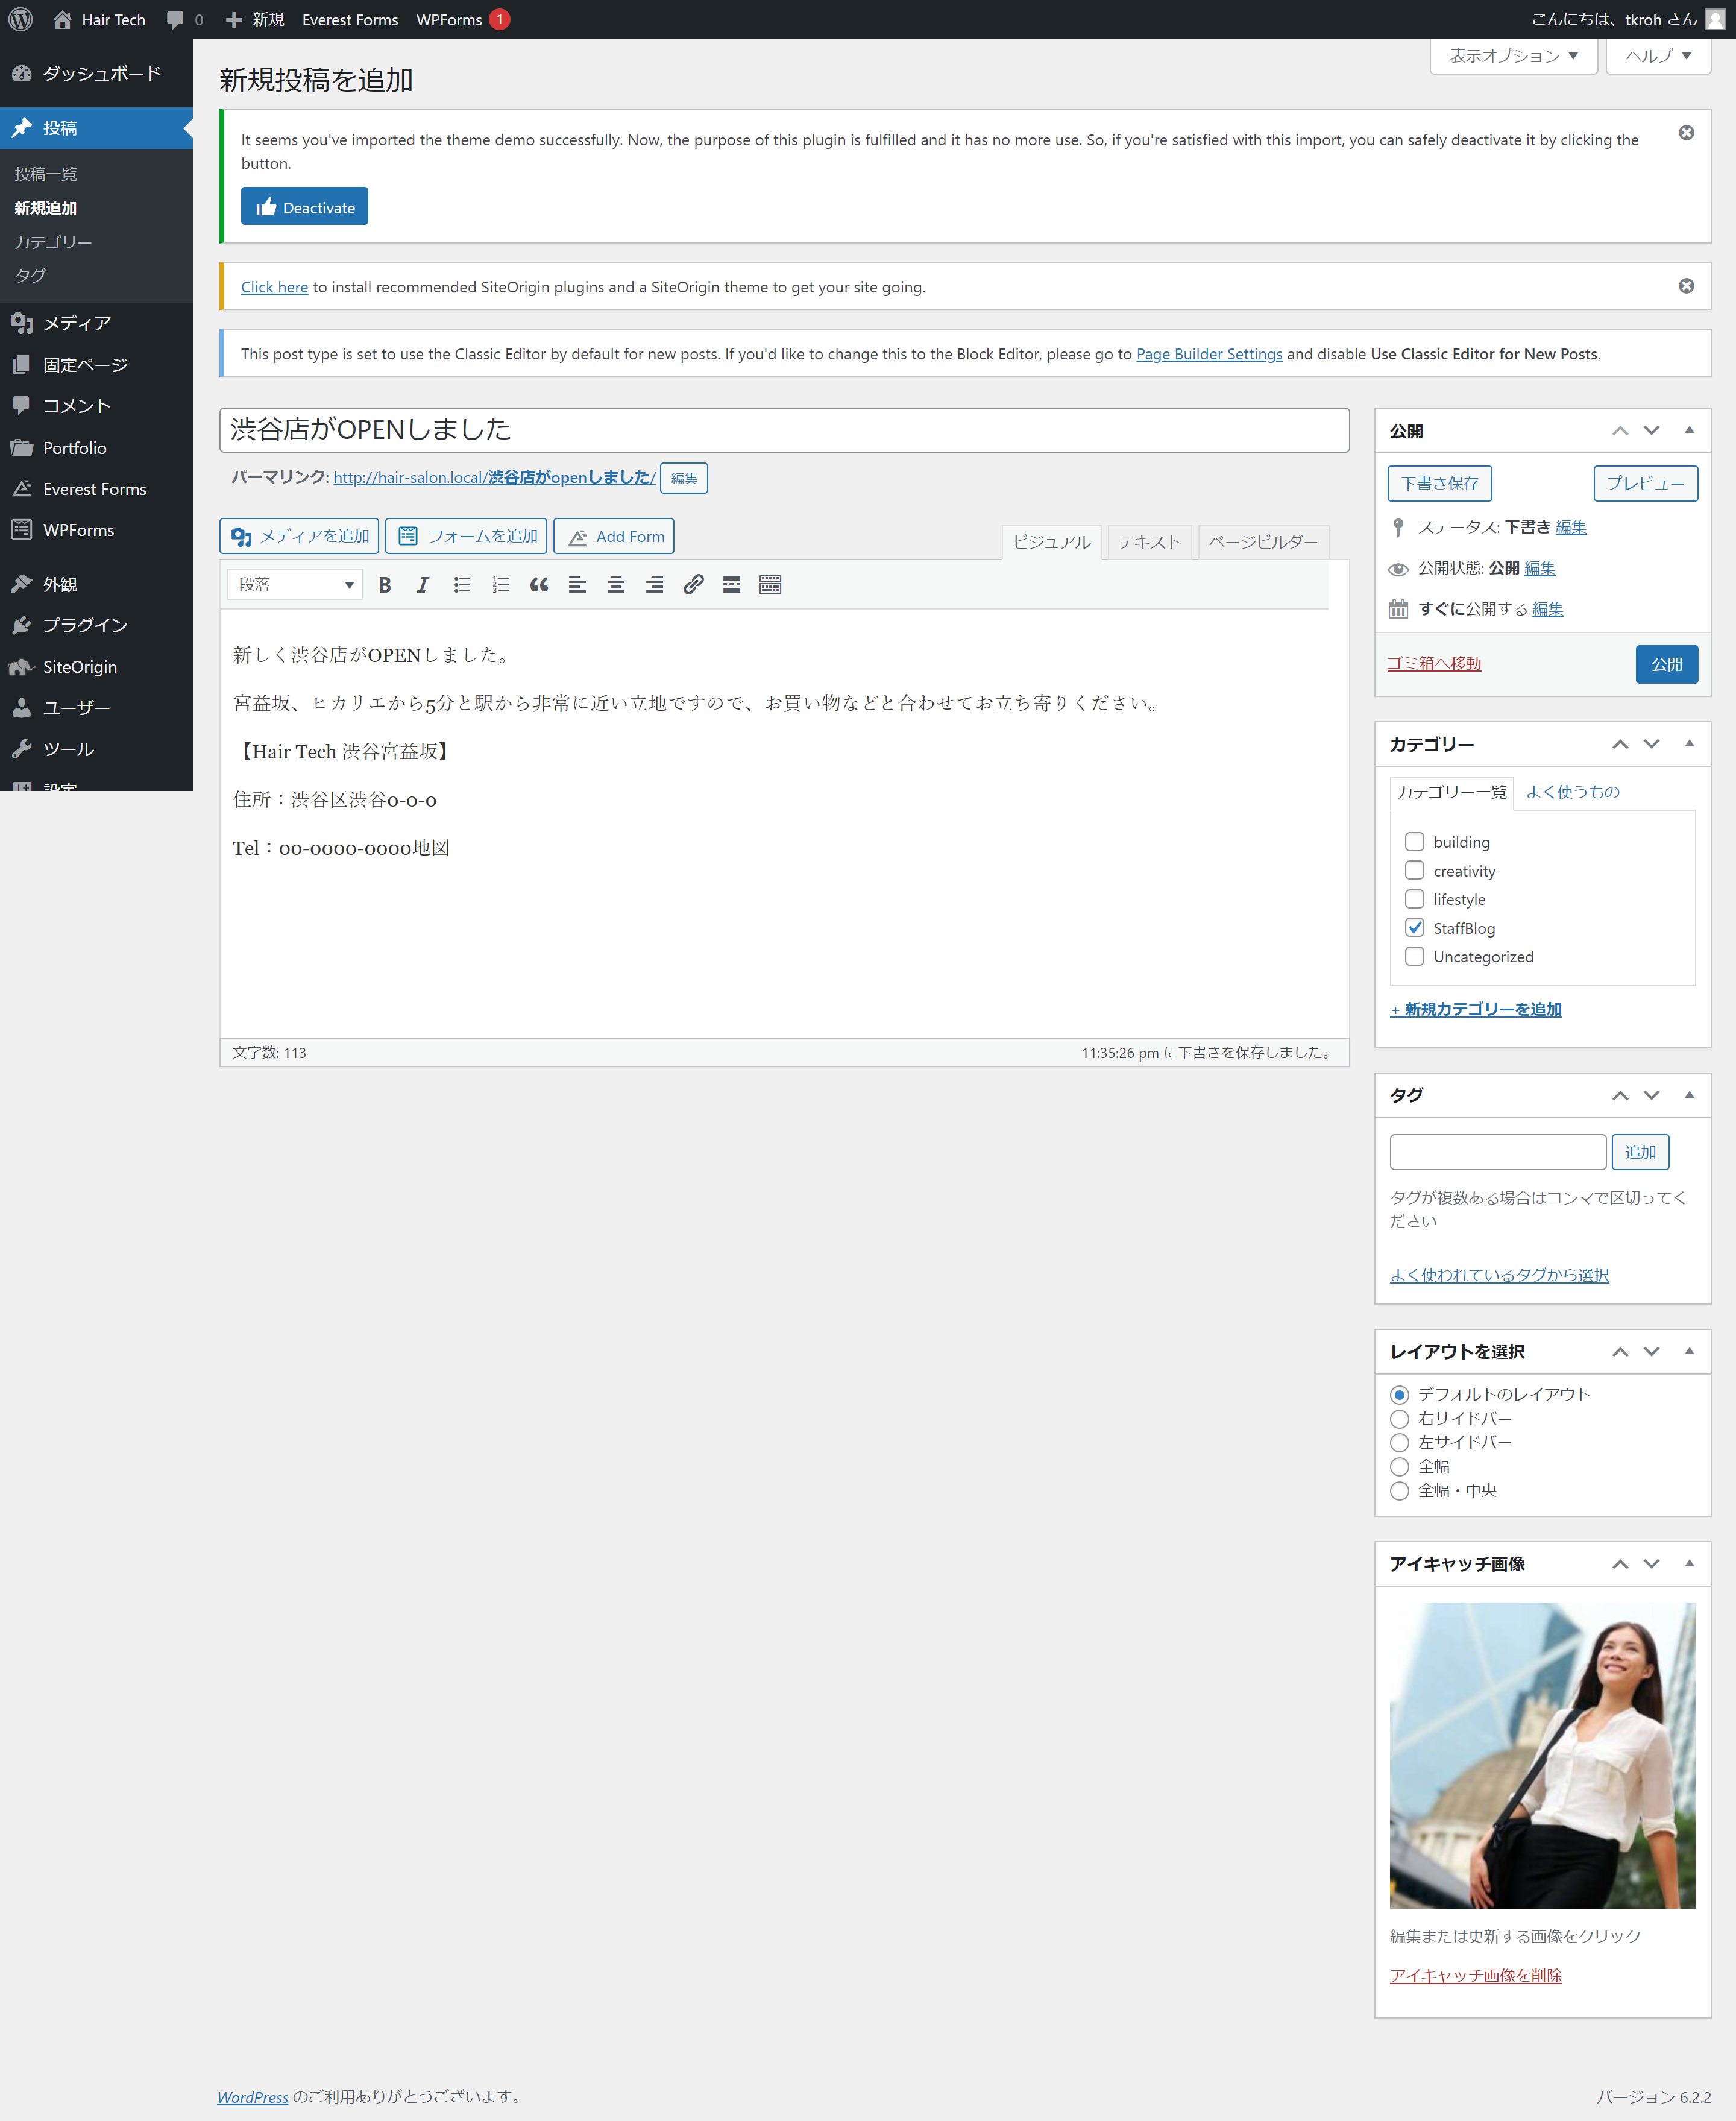 Hair Tech 0 新規 Everest Forms WPForms 1 こんにちは、tkroh さん
表示オプション ▼ ヘルプ ▼
ダッシュボード
投稿
投稿一覧
新規追加
カテゴリー
タグ
メディア
固定ページ
コメント
Portfolio
Everest Forms
WPForms
外観
プラグイン
SiteOrigin
ユーザー
ツール
設定
新規投稿を追加
It seems you've imported the theme demo successfully. Now, the purpose of this plugin is fulfilled and it has no more use. So, if you're satisfied with this import, you can safely deactivate it by clicking the
button.
Deactivate
Click here to install recommended SiteOrigin plugins and a SiteOrigin theme to get your site going.
This post type is set to use the Classic Editor by default for new posts. If you'd like to change this to the Block Editor, please go to Page Builder Settings and disable Use Classic Editor for New Posts.
渋谷店がOPENしました
パーマリンク: http://hair-salon.local/渋谷店がopenしました/ 編集
メディアを追加 フォームを追加 Add Form ビジュアル テキスト ページビルダー
段落
新しく渋谷店がOPENしました。
宮益坂、ヒカリエから5分と駅から非常に近い立地ですので、お買い物などと合わせてお立ち寄りください。
【Hair Tech 渋谷宮益坂】
住所：渋谷区渋谷0-0-0
Tel：00-0000-0000地図
文字数: 113 11:35:26 pm に下書きを保存しました。
公開
下書き保存 プレビュー
ステータス: 下書き 編集
公開状態: 公開 編集
すぐに公開する 編集
ゴミ箱へ移動 公開
カテゴリー
カテゴリー一覧 よく使うもの
building
creativity
lifestyle
StaffBlog
Uncategorized
+ 新規カテゴリーを追加
タグ
追加
タグが複数ある場合はコンマで区切ってく
ださい
よく使われているタグから選択
レイアウトを選択
デフォルトのレイアウト
右サイドバー
左サイドバー
全幅
全幅・中央
アイキャッチ画像
編集または更新する画像をクリック
アイキャッチ画像を削除
WordPress のご利用ありがとうございます。 バージョン 6.2.2